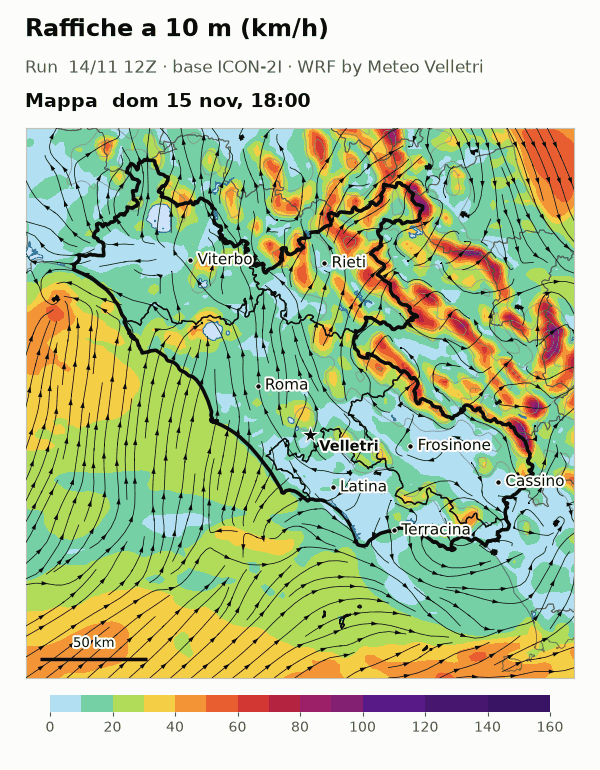 Raffiche a 10 m (km/h)
Run 14/11 12Z · base ICON-2I · WRF by Meteo Velletri
Mappa dom 15 nov, 18:00
Viterbo
Rieti
Roma
Velletri
Frosinone
Cassino
Latina
Terracina
50 km
0 20 40 60 80 100 120 140 160